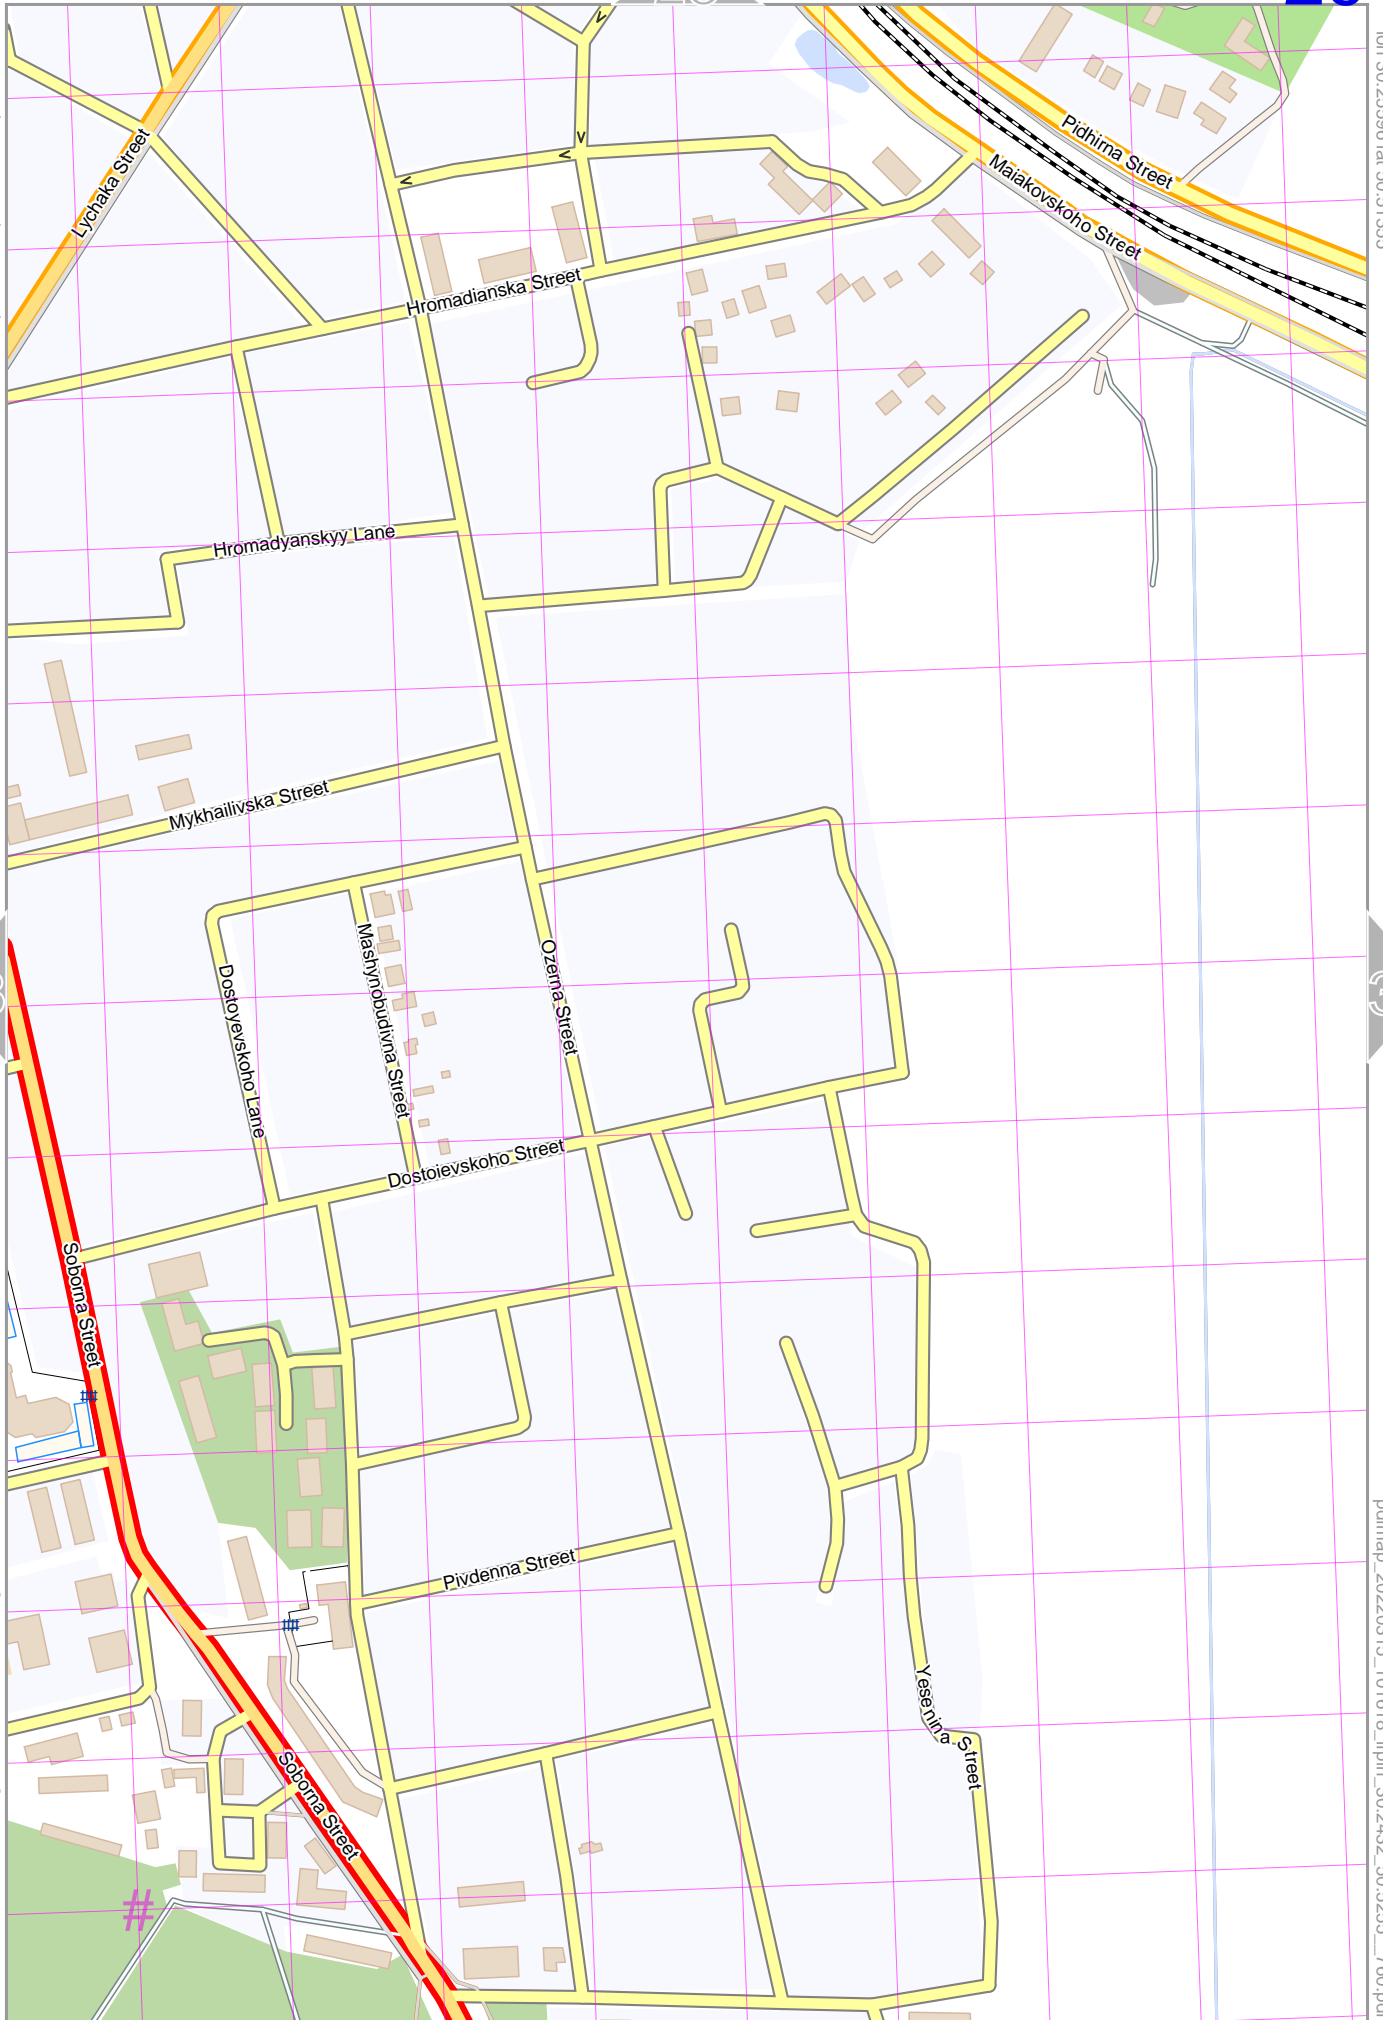 Pidhirna Street
Maiakovskoho Street
Lychaka Street
Hromadianska Street
Hromadyanskyy Lane
Mykhailivska Street
Dostoyevskoho Lane
Mashynobudivna Street
Ozerna Street
Dostoievskoho Street
Soborna Street
Pivdenna Street
Yesenina Street
Soborna Street
#